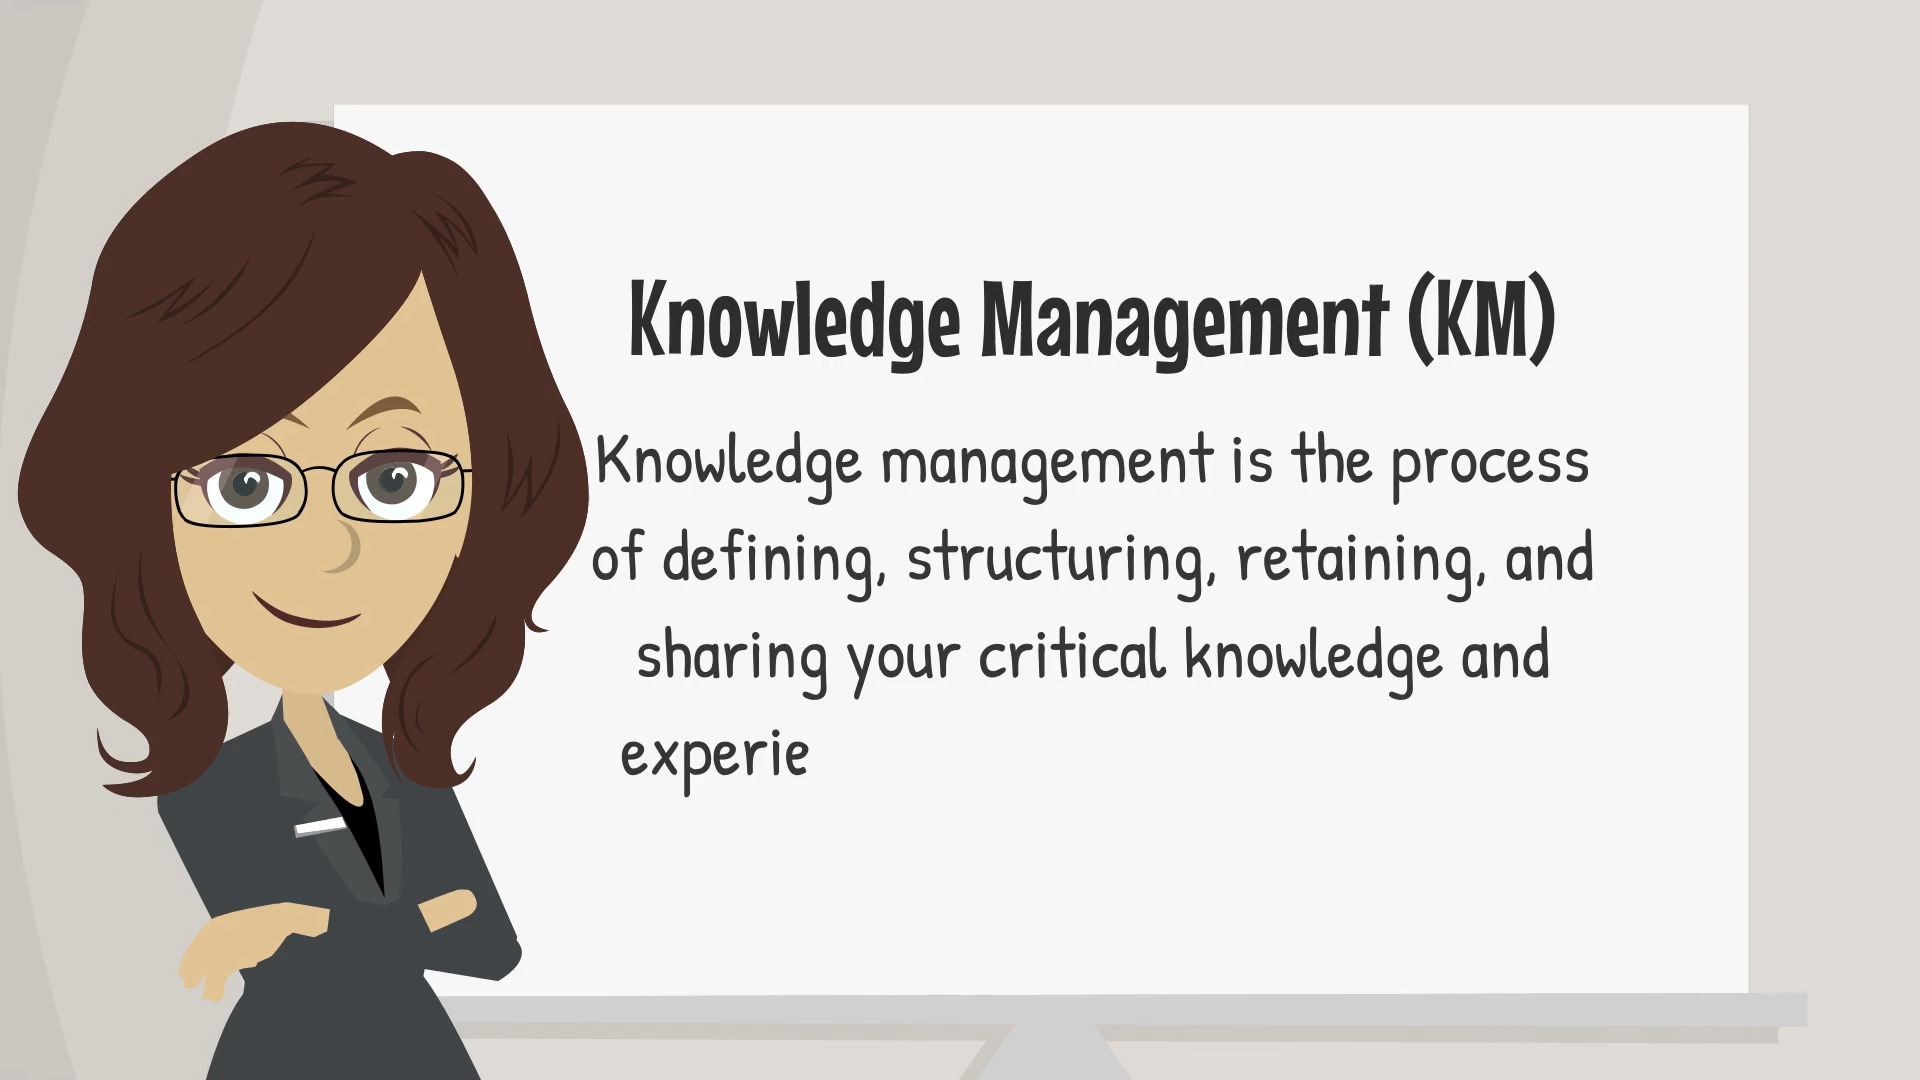 Knowledge Management (KM)
Knowledge management is the process
of defining, structuring, retaining, and
sharing your critical knowledge and
experie